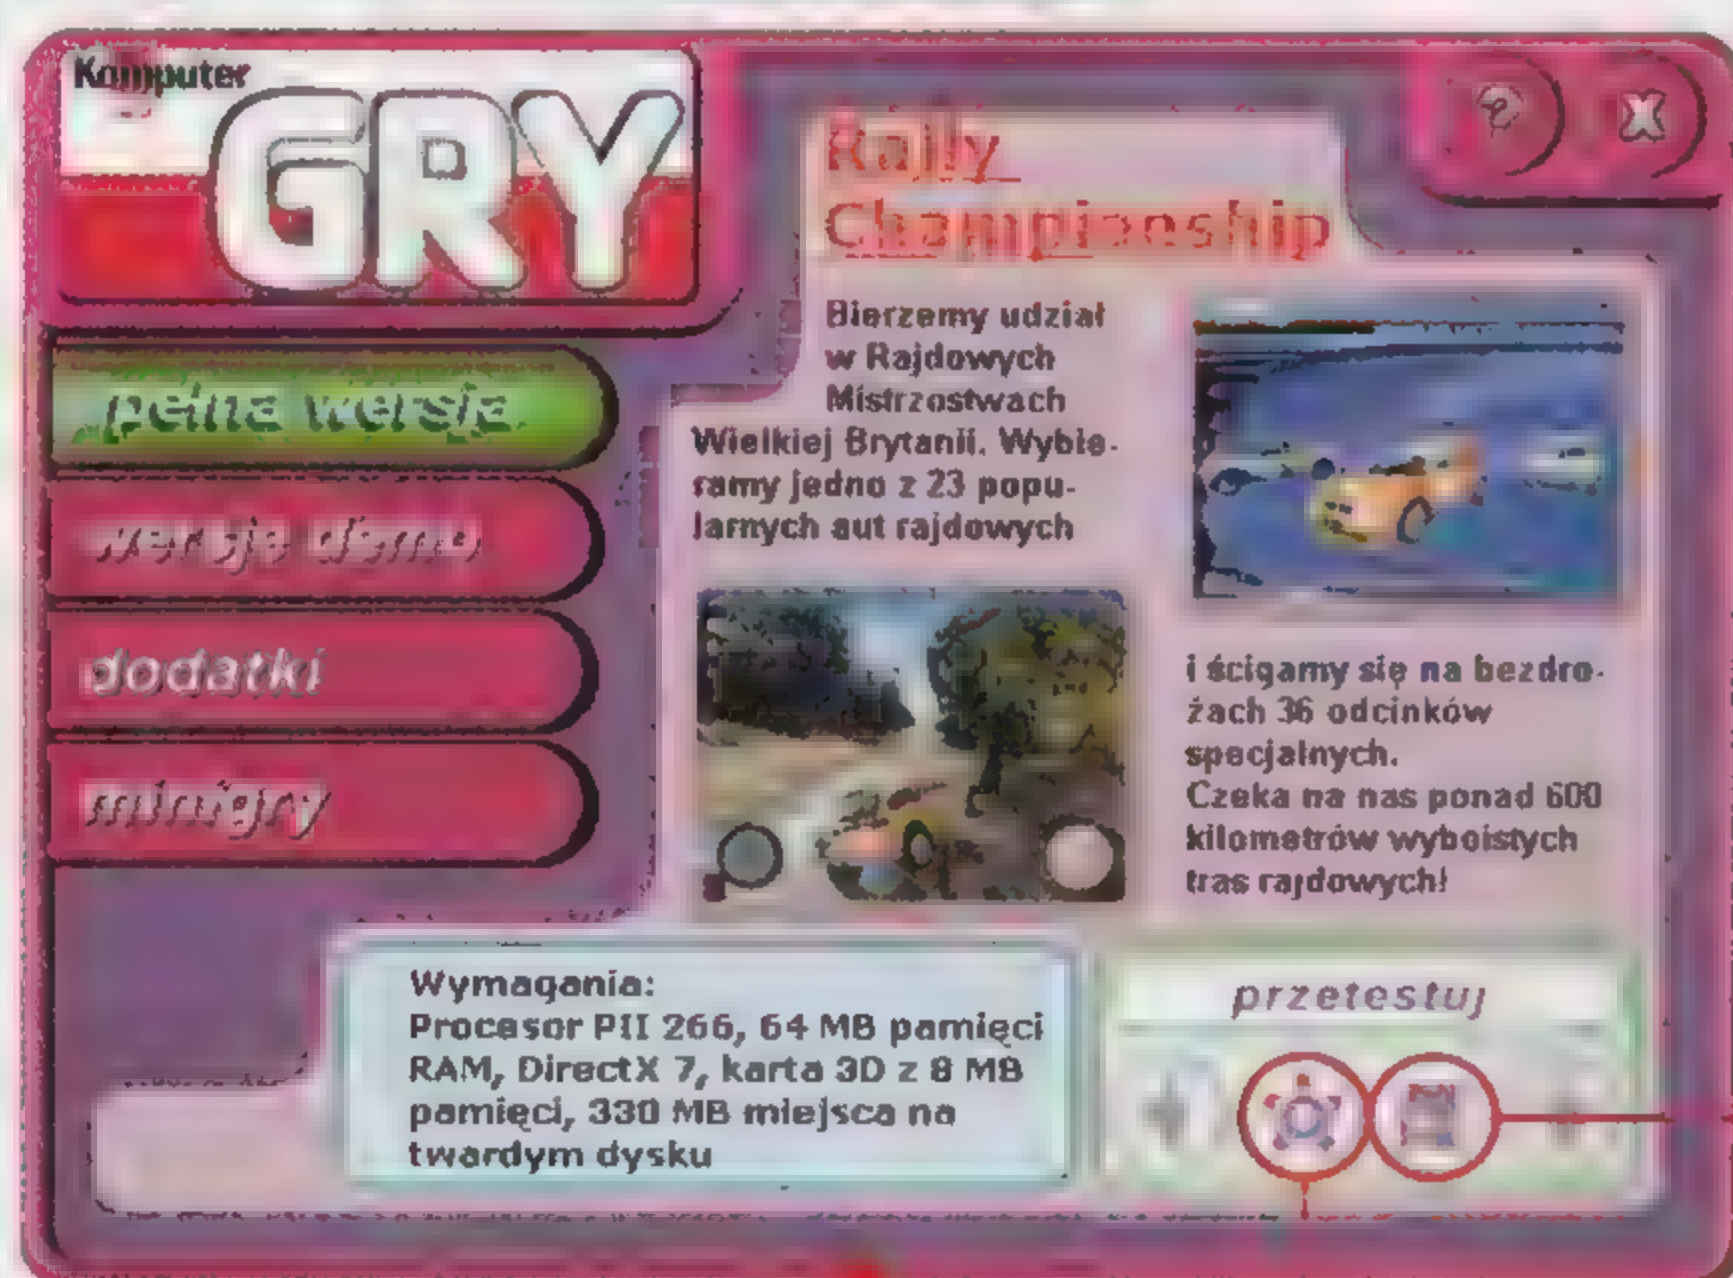 Komputer
GRY
? X
Rally
Championship
pełna wersja
wersje demo
dodatki
minigry
Bierzemy udział
w Rajdowych
Mistrzostwach
Wielkiej Brytanii. Wybie-
ramy jedno z 23 popu-
larnych aut rajdowych
i ścigamy się na bezdro-
żach 36 odcinków
specjalnych.
Czeka na nas ponad 600
kilometrów wyboistych
tras rajdowych!
Wymagania:
Procesor PII 266, 64 MB pamięci
RAM, DirectX 7, karta 3D z 8 MB
pamięci, 330 MB miejsca na
twardym dysku
przetestuj